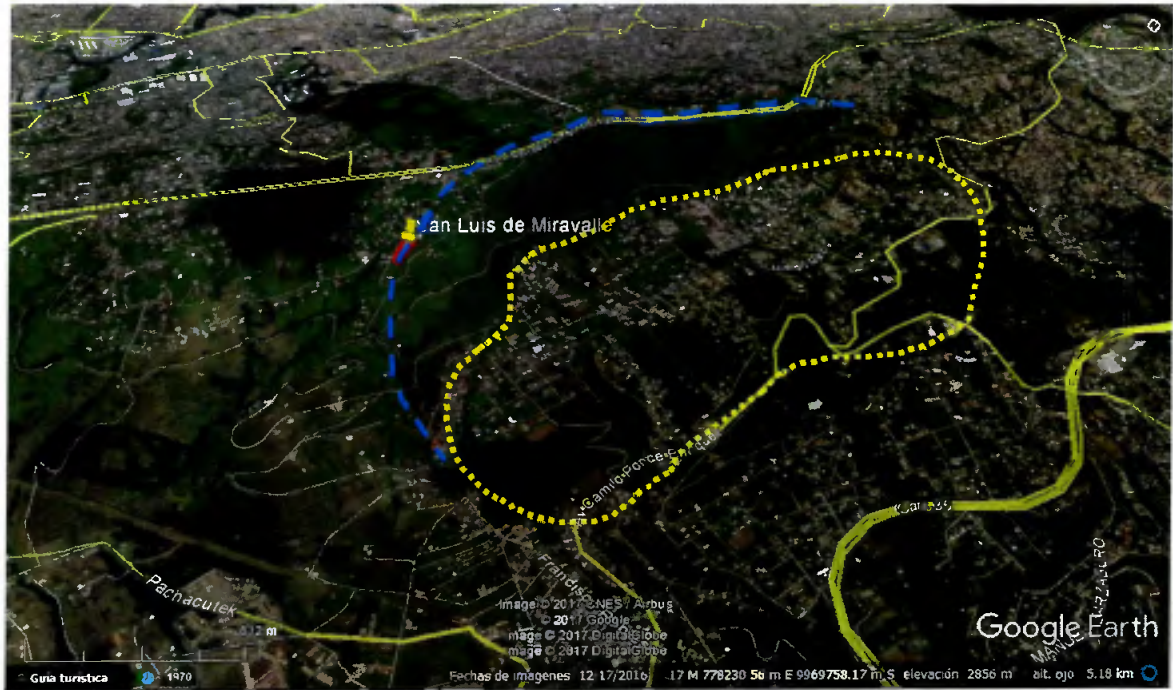 San Luis de Miravalle
Camilo Ponce
Pachacutek
612 m
Image © 2017 CNES / Airbus
© 2017 Google
Image © 2017 DigitalGlobe
Image © 2017 DigitalGlobe
Google Earth
Guía turística
1970
Fechas de imágenes 12/17/2016 17 M 778230.56 m E 9969758.17 m S elevación 2856 m alt. ojo 5.18 km